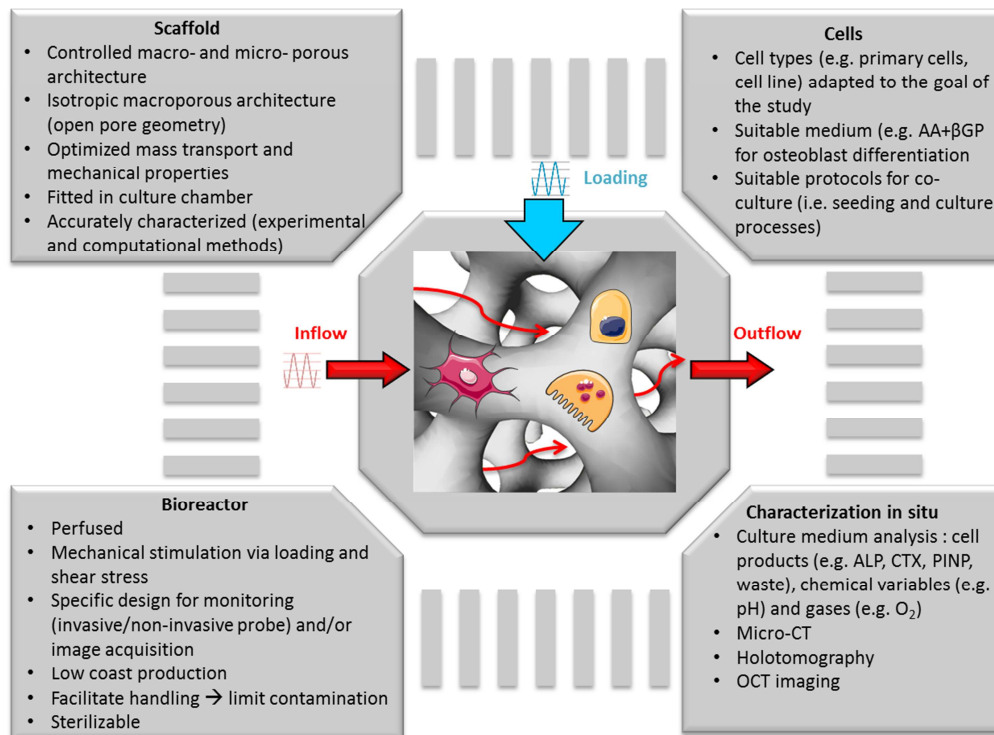 Scaffold
• Controlled macro- and micro- porous
architecture
• Isotropic macroporous architecture
(open pore geometry)
• Optimized mass transport and
mechanical properties
• Fitted in culture chamber
• Accurately characterized (experimental
and computational methods)
Cells
• Cell types (e.g. primary cells,
cell line) adapted to the goal of
the study
• Suitable medium (e.g. AA+βGP
for osteoblast differentiation
• Suitable protocols for co-
culture (i.e. seeding and culture
processes)
Loading
Inflow
Outflow
Bioreactor
• Perfused
• Mechanical stimulation via loading and
shear stress
• Specific design for monitoring
(invasive/non-invasive probe) and/or
image acquisition
• Low coast production
• Facilitate handling → limit contamination
• Sterilizable
Characterization in situ
• Culture medium analysis : cell
products (e.g. ALP, CTX, PINP,
waste), chemical variables (e.g.
pH) and gases (e.g. O₂)
• Micro-CT
• Holotomography
• OCT imaging